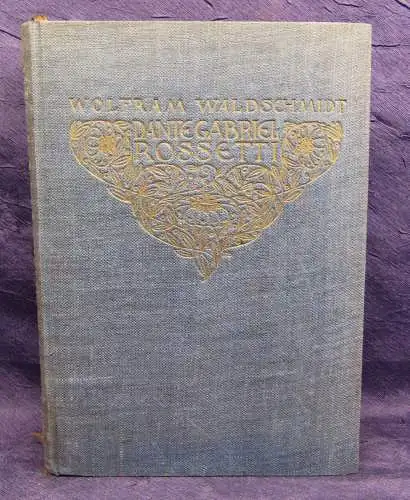 WOLFRAM WALDSCHMIDT
DANTE GABRIEL
ROSSETTI